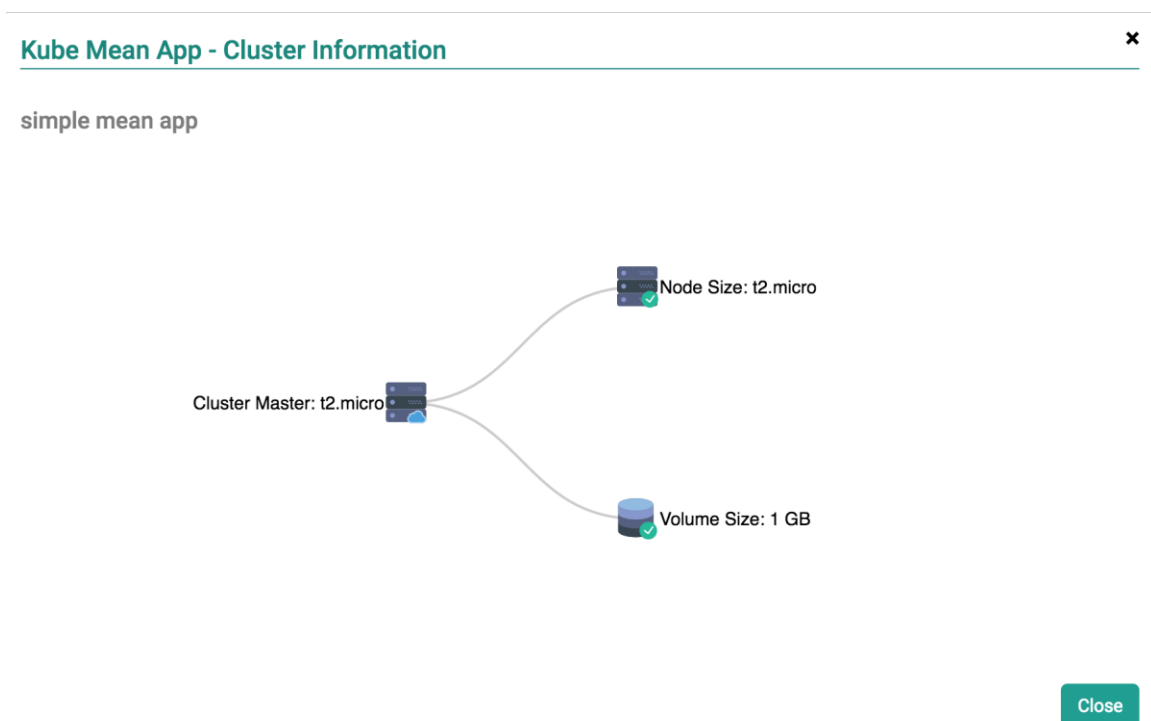 Kube Mean App - Cluster Information
simple mean app
Node Size: t2.micro
Cluster Master: t2.micro
Volume Size: 1 GB
Close